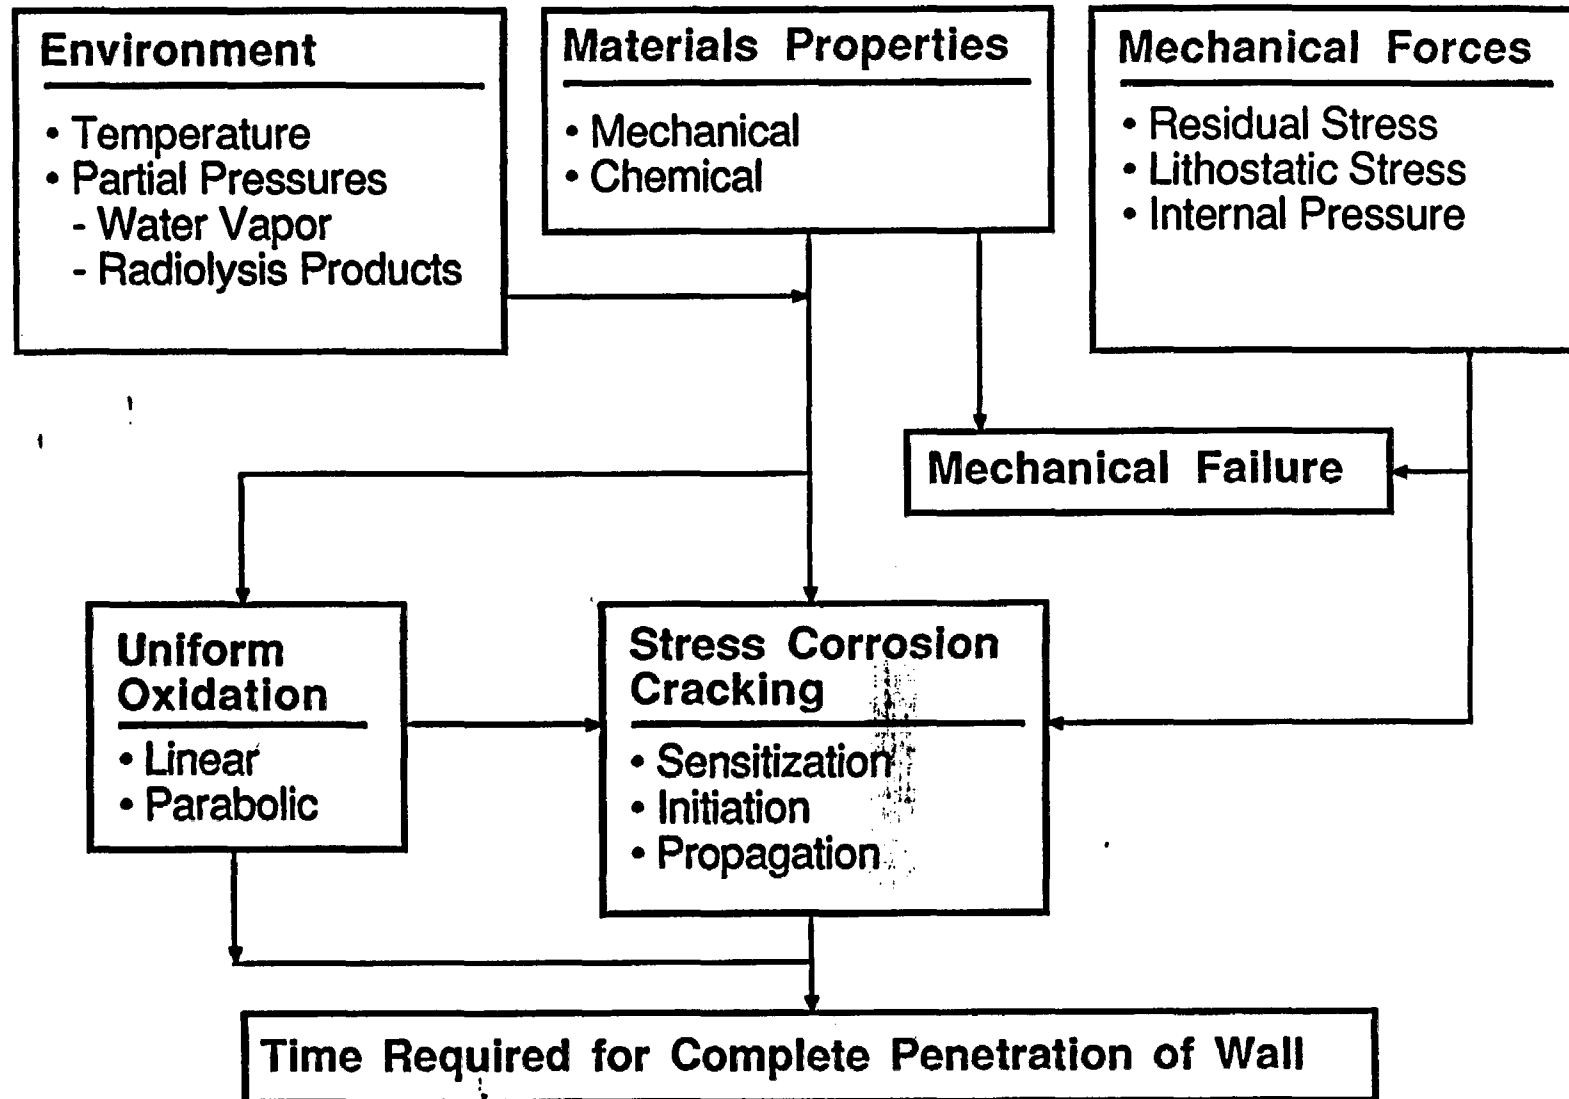 Environment
• Temperature
• Partial Pressures
- Water Vapor
- Radiolysis Products
Materials Properties
• Mechanical
• Chemical
Mechanical Forces
• Residual Stress
• Lithostatic Stress
• Internal Pressure
Mechanical Failure
Uniform
Oxidation
• Linear
• Parabolic
Stress Corrosion
Cracking
• Sensitization
• Initiation
• Propagation
Time Required for Complete Penetration of Wall